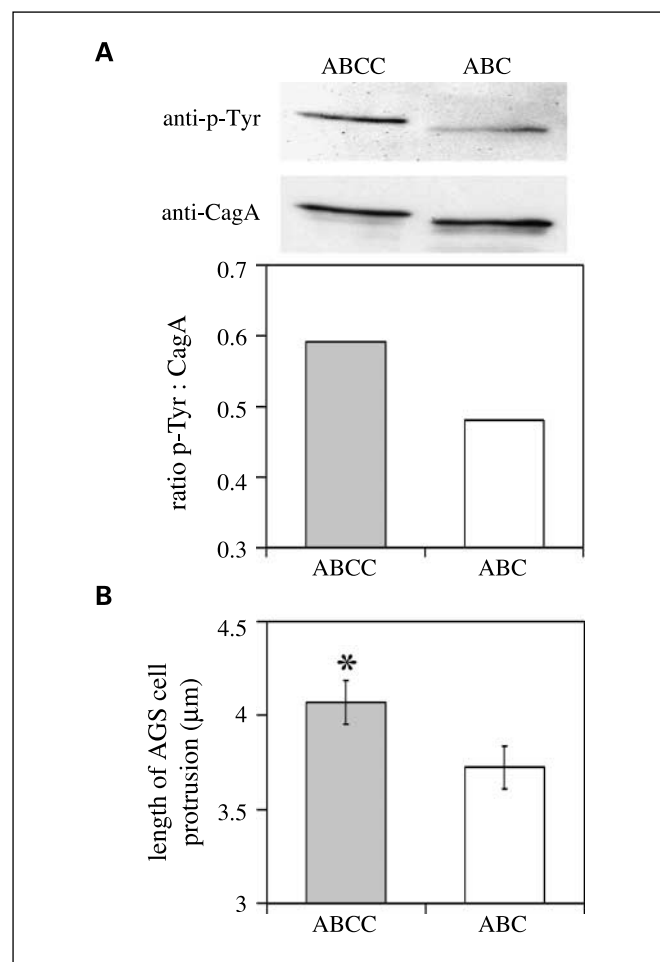 A
ABCC ABC
anti-p-Tyr
anti-CagA
0.7
0.6
0.5
0.4
0.3
ratio p-Tyr : CagA
ABCC ABC
B
4.5
4
3.5
3
length of AGS cell
protrusion (µm)
*
ABCC ABC